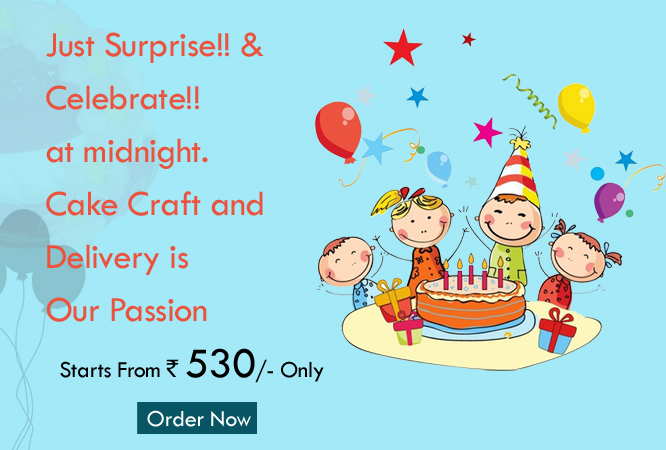 Just Surprise!! &
Celebrate!!
at midnight.
Cake Craft and
Delivery is
Our Passion
Starts From ₹ 530/- Only
Order Now